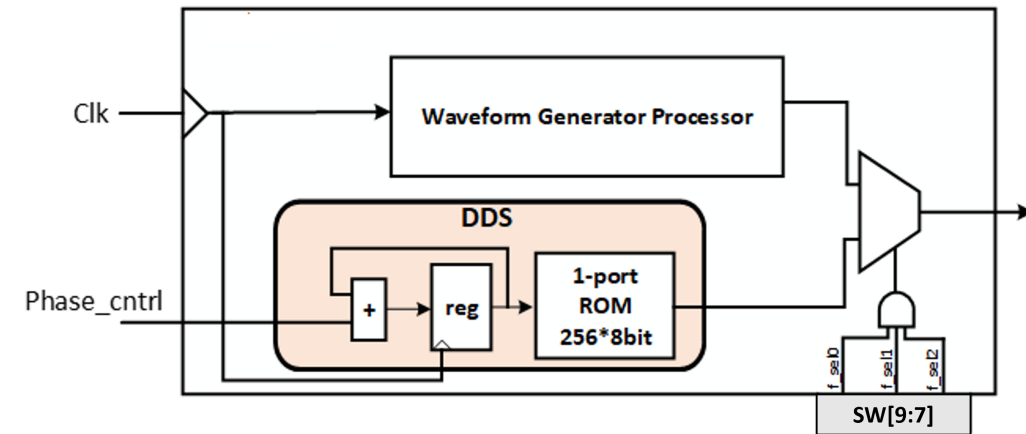 Clk
Waveform Generator Processor
DDS
Phase_cntrl
+
reg
1-port
ROM
256*8bit
f_sel0
f_sel1
f_sel2
SW[9:7]